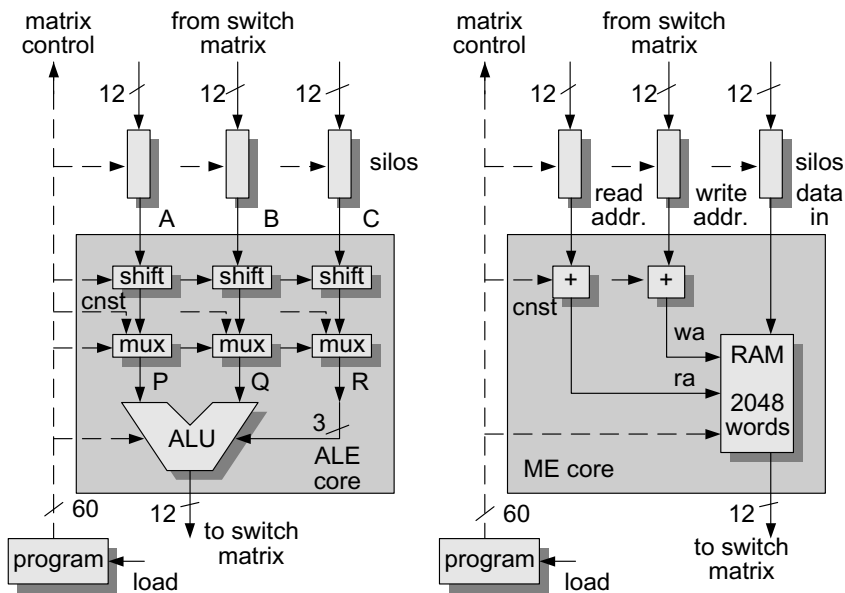 matrix
control
from switch
matrix
12
12
12
silos
A
B
C
shift
shift
shift
cnst
mux
mux
mux
P
Q
R
ALU
3
ALE
core
60
12
to switch
matrix
program
load
matrix
control
from switch
matrix
12
12
12
silos
read
addr.
write
addr.
data
in
+
+
cnst
wa
ra
RAM
2048
words
ME core
60
12
to switch
matrix
program
load